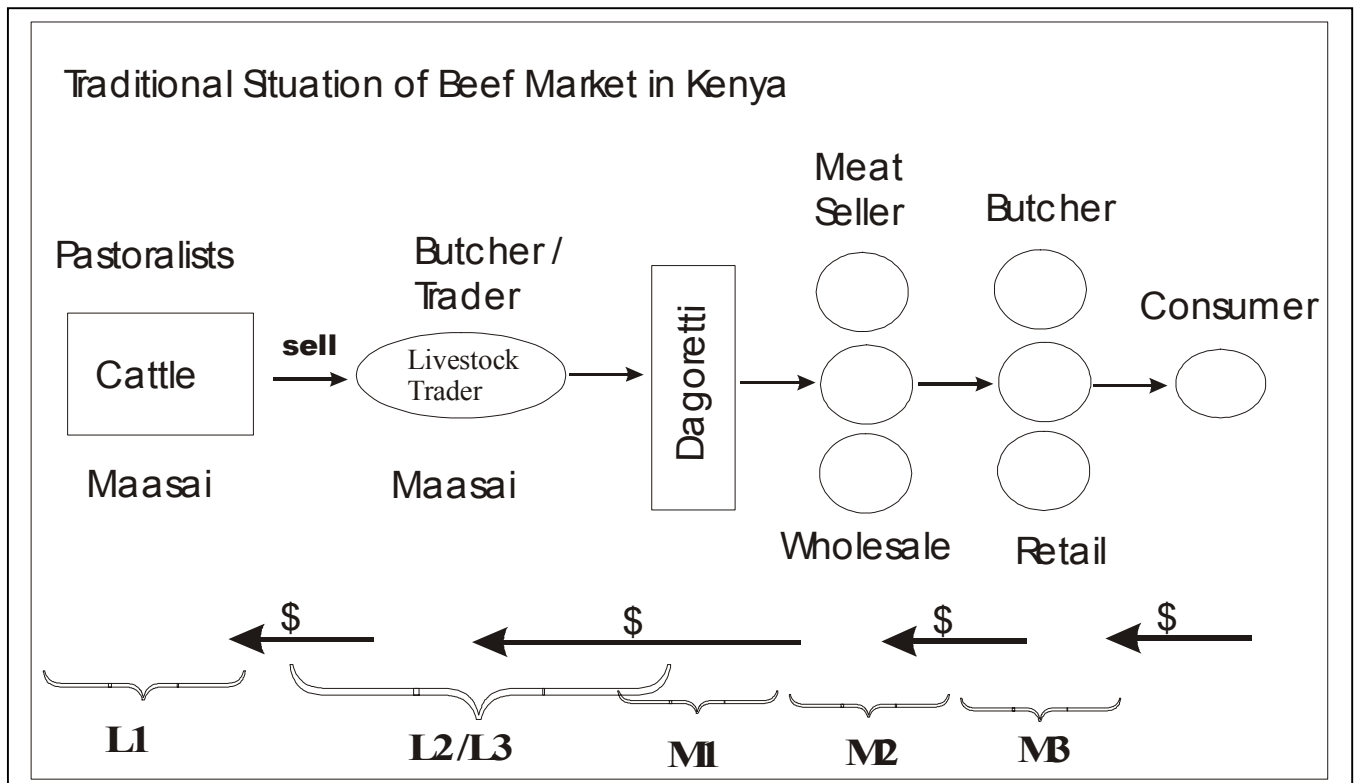 Traditional Situation of Beef Market in Kenya
Pastoralists
Cattle
Maasai
sell
Butcher /
Trader
Livestock
Trader
Maasai
Dagoretti
Meat
Seller
Wholesale
Butcher
Retail
Consumer
$
$
$
$
L1
L2/L3
M1
M2
M3